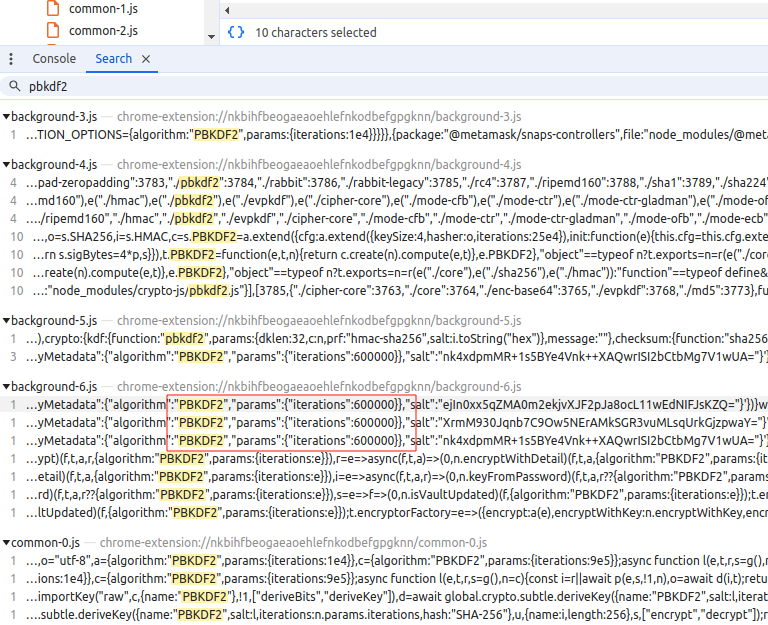 common-1.js
common-2.js
{ } 10 characters selected
Console Search ×
pbkdf2
▼background-3.js — chrome-extension://nkbihfbeogaeaoehlefnkodbefgpgknn/background-3.js
1 …TION_OPTIONS={algorithm:"PBKDF2",params:{iterations:1e4}}}}},{package:"@metamask/snaps-controllers",file:"node_modules/@meta
▼background-4.js — chrome-extension://nkbihfbeogaeaoehlefnkodbefgpgknn/background-4.js
4 …pad-zeropadding":3783,"./pbkdf2":3784,"./rabbit":3786,"./rabbit-legacy":3785,"./rc4":3787,"./ripemd160":3788,"./sha1":3789,"./sha224"
4 …md160"),e("./hmac"),e("./pbkdf2"),e("./evpkdf"),e("./cipher-core"),e("./mode-cfb"),e("./mode-ctr"),e("./mode-ctr-gladman"),e("./mode-of
4 …/ripemd160","./hmac","./pbkdf2","./evpkdf","./cipher-core","./mode-cfb","./mode-ctr","./mode-ctr-gladman","./mode-ofb","./mode-ecb"
10 …,o=s.SHA256,i=s.HMAC,c=s.PBKDF2=a.extend({cfg:a.extend({keySize:4,hasher:o,iterations:25e4}),init:function(e){this.cfg=this.cfg.exte
10 …rn s.sigBytes=4*p,s}}),t.PBKDF2=function(e,t,n){return c.create(n).compute(e,t)},e.PBKDF2},"object"==typeof n?t.exports=n=r(e("./core
10 …reate(n).compute(e,t)},e.PBKDF2},"object"==typeof n?t.exports=n=r(e("./core"),e("./sha256"),e("./hmac")):"function"==typeof define&
10 …:"node_modules/crypto-js/pbkdf2.js"}],[3785,{"./cipher-core":3763,"./core":3764,"./enc-base64":3765,"./evpkdf":3768,"./md5":3773},fu
▼background-5.js — chrome-extension://nkbihfbeogaeaoehlefnkodbefgpgknn/background-5.js
1 …),crypto:{kdf:{function:"pbkdf2",params:{dklen:32,c:n,prf:"hmac-sha256",salt:i.toString("hex")},message:""},checksum:{function:"sha256
3 …yMetadata":{"algorithm":"PBKDF2","params":{"iterations":600000}},"salt":"nk4xdpmMR+1s5BYe4Vnk++XAQwrISI2bCtbMg7V1wUA="}'}
▼background-6.js — chrome-extension://nkbihfbeogaeaoehlefnkodbefgpgknn/background-6.js
1 …yMetadata":{"algorithm":"PBKDF2","params":{"iterations":600000}},"salt":"ejIn0xx5qZMA0m2ekjvXJF2pJa8ocL11wEdNIFJsKZQ="}'})}w
1 …yMetadata":{"algorithm":"PBKDF2","params":{"iterations":600000}},"salt":"XrmM930Jqnb7C9Ow5NErAMkSGR3vuMLsqUrkGjzpwaY="}'
1 …yMetadata":{"algorithm":"PBKDF2","params":{"iterations":600000}},"salt":"nk4xdpmMR+1s5BYe4Vnk++XAQwrISI2bCtbMg7V1wUA="}'}
1 …ypt)(f,t,a,r,{algorithm:"PBKDF2",params:{iterations:e}}),r=e=>async(f,t,a)=>(0,n.encryptWithDetail)(f,t,a,{algorithm:"PBKDF2",params:{it
1 …etail)(f,t,a,{algorithm:"PBKDF2",params:{iterations:e}}),i=e=>async(f,t,a,r)=>(0,n.keyFromPassword)(f,t,a,r??{algorithm:"PBKDF2",params
1 …rd)(f,t,a,r??{algorithm:"PBKDF2",params:{iterations:e}}),s=e=>f=>(0,n.isVaultUpdated)(f,{algorithm:"PBKDF2",params:{iterations:e}});t.en
1 …ltUpdated)(f,{algorithm:"PBKDF2",params:{iterations:e}});t.encryptorFactory=e=>({encrypt:a(e),encryptWithKey:n.encryptWithKey,enc
▼common-0.js — chrome-extension://nkbihfbeogaeaoehlefnkodbefgpgknn/common-0.js
1 …,o="utf-8",a={algorithm:"PBKDF2",params:{iterations:1e4}},c={algorithm:"PBKDF2",params:{iterations:9e5}};async function l(e,t,r,s=g(),n
1 …ions:1e4}},c={algorithm:"PBKDF2",params:{iterations:9e5}};async function l(e,t,r,s=g(),n=c){const i=r||await p(e,s,!1,n),o=await d(i,t);retu
1 …importKey("raw",c,{name:"PBKDF2"},!1,["deriveBits","deriveKey"]),d=await global.crypto.subtle.deriveKey({name:"PBKDF2",salt:l,iterat
1 ….subtle.deriveKey({name:"PBKDF2",salt:l,iterations:n.params.iterations,hash:"SHA-256"},u,{name:i,length:256},s,["encrypt","decrypt"]);r